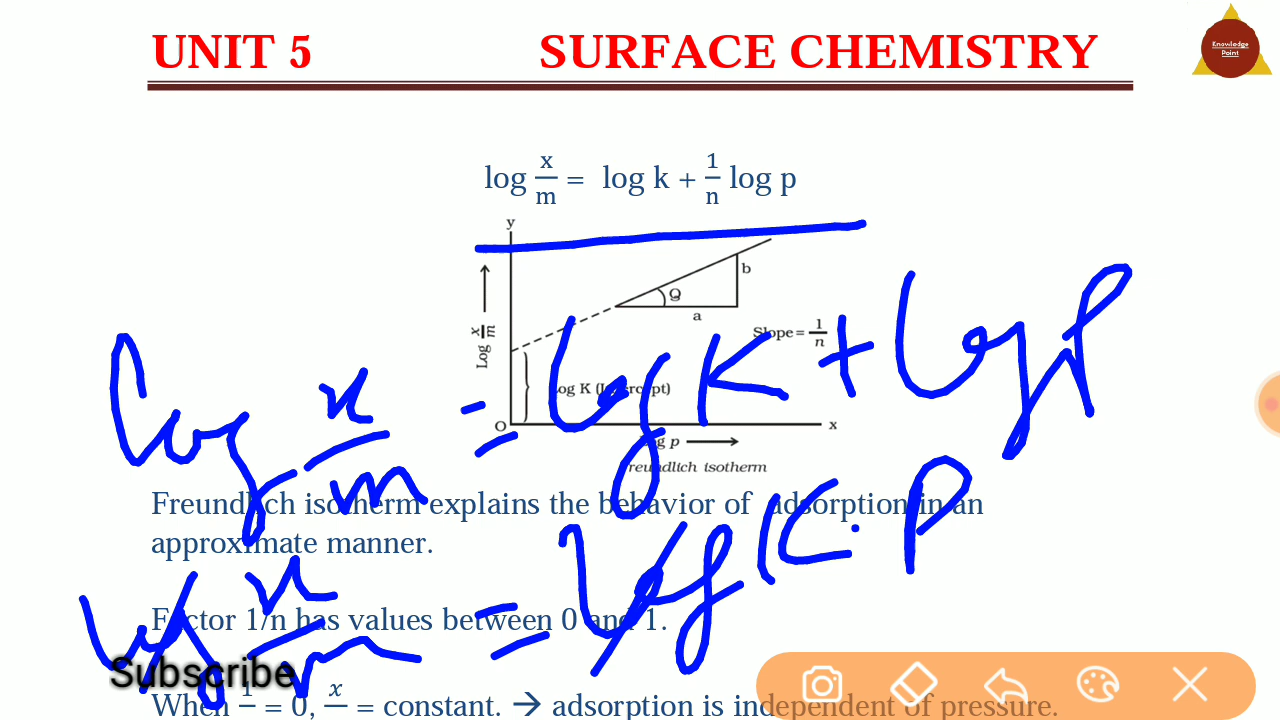 UNIT 5 SURFACE CHEMISTRY
Knowledge
Point
log x/m = log k + 1/n log p
y
b
Q
a
Log x/m
Slope = 1/n
Log K (Intercept)
O x
log p
Freundlich isotherm
log x/m = log K + log P
Freundlich isotherm explains the behavior of adsorption in an
approximate manner.
log x/m = log K . P
Factor 1/n has values between 0 and 1.
Subscribe
When 1/ = 0, x/ = constant. → adsorption is independent of pressure.